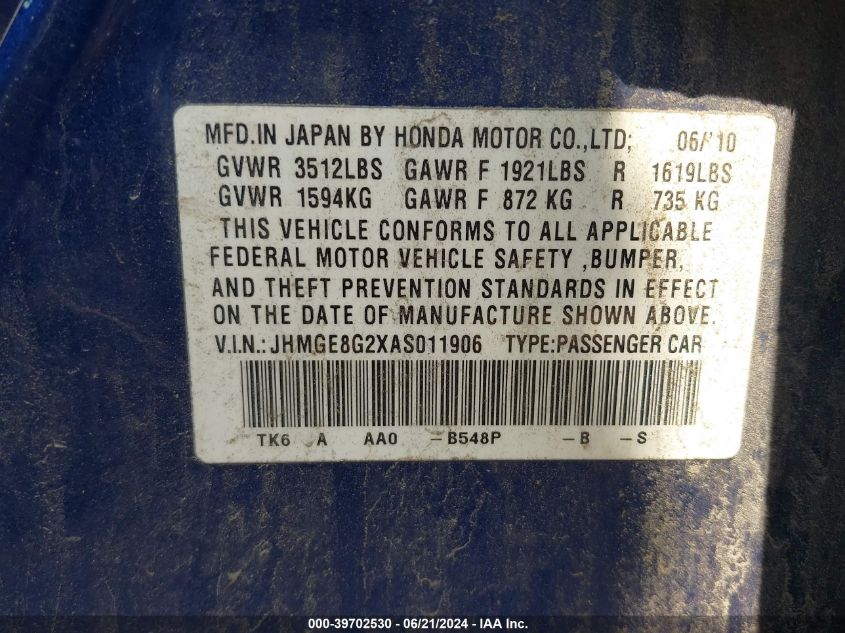 MFD.IN JAPAN BY HONDA MOTOR CO.,LTD; 06/'10
GVWR 3512LBS GAWR F 1921LBS R 1619LBS
GVWR 1594KG GAWR F 872 KG R 735 KG
THIS VEHICLE CONFORMS TO ALL APPLICABLE
FEDERAL MOTOR VEHICLE SAFETY ,BUMPER,
AND THEFT PREVENTION STANDARDS IN EFFECT
ON THE DATE OF MANUFACTURE SHOWN ABOVE.
V.I.N.: JHMGE8G2XAS011906 TYPE:PASSENGER CAR
TK6 A AA0 -B548P -B -S
000-39702530 - 06/21/2024 - IAA Inc.